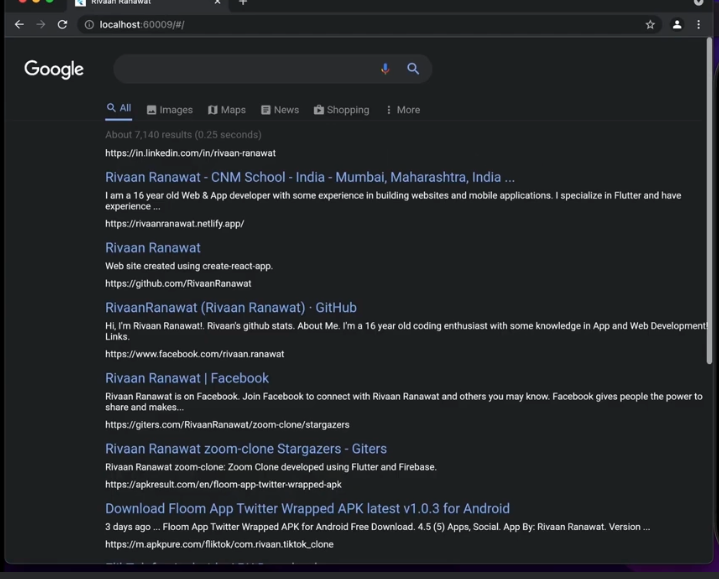 Rivaan Ranawat
localhost:60009/#/
Google
All Images Maps News Shopping More
About 7,140 results (0.25 seconds)
https://in.linkedin.com/in/rivaan-ranawat
Rivaan Ranawat - CNM School - India - Mumbai, Maharashtra, India ...
I am a 16 year old Web & App developer with some experience in building websites and mobile applications. I specialize in Flutter and have
experience ...
https://rivaanranawat.netlify.app/
Rivaan Ranawat
Web site created using create-react-app.
https://github.com/RivaanRanawat
RivaanRanawat (Rivaan Ranawat) · GitHub
Hi, I'm Rivaan Ranawat!. Rivaan's github stats. About Me. I'm a 16 year old coding enthusiast with some knowledge in App and Web Development!
Links.
https://www.facebook.com/rivaan.ranawat
Rivaan Ranawat | Facebook
Rivaan Ranawat is on Facebook. Join Facebook to connect with Rivaan Ranawat and others you may know. Facebook gives people the power to
share and makes...
https://giters.com/RivaanRanawat/zoom-clone/stargazers
Rivaan Ranawat zoom-clone Stargazers - Giters
Rivaan Ranawat zoom-clone: Zoom Clone developed using Flutter and Firebase.
https://apkresult.com/en/floom-app-twitter-wrapped-apk
Download Floom App Twitter Wrapped APK latest v1.0.3 for Android
3 days ago ... Floom App Twitter Wrapped APK for Android Free Download. 4.5 (5) Apps, Social. App By: Rivaan Ranawat. Version ...
https://m.apkpure.com/fliktok/com.rivaan.tiktok_clone